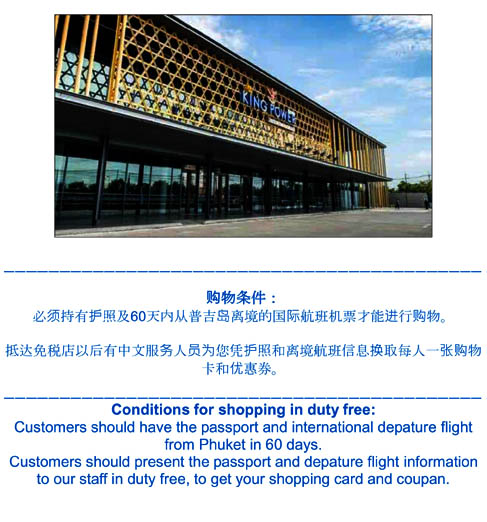 KING POWER
购物条件：
必须持有护照及60天内从普吉岛离境的国际航班机票才能进行购物。
抵达免税店以后有中文服务人员为您凭护照和离境航班信息换取每人一张购物
卡和优惠券。
Conditions for shopping in duty free:
Customers should have the passport and international depature flight
from Phuket in 60 days.
Customers should present the passport and depature flight information
to our staff in duty free, to get your shopping card and coupan.